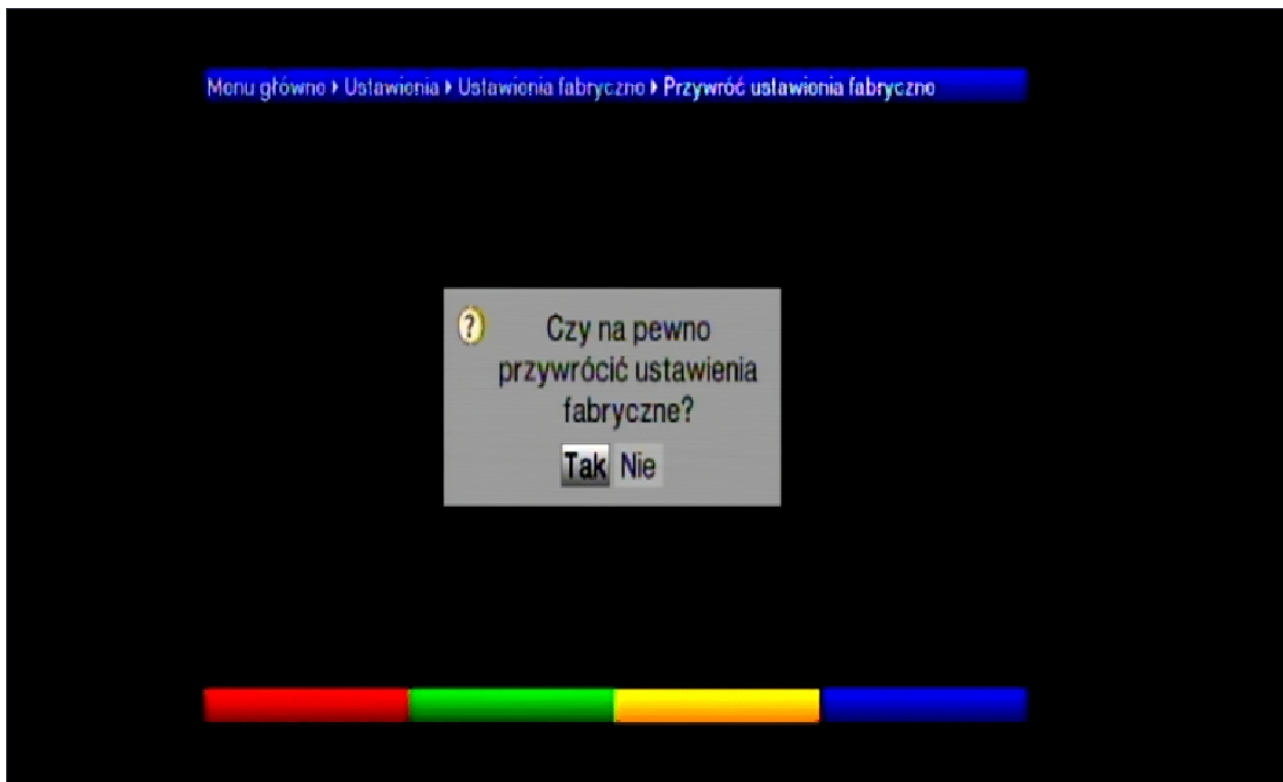 Menu główne ▸ Ustawienia ▸ Ustawienia fabryczne ▸ Przywróć ustawienia fabryczne
?
Czy na pewno
przywrócić ustawienia
fabryczne?
Tak Nie